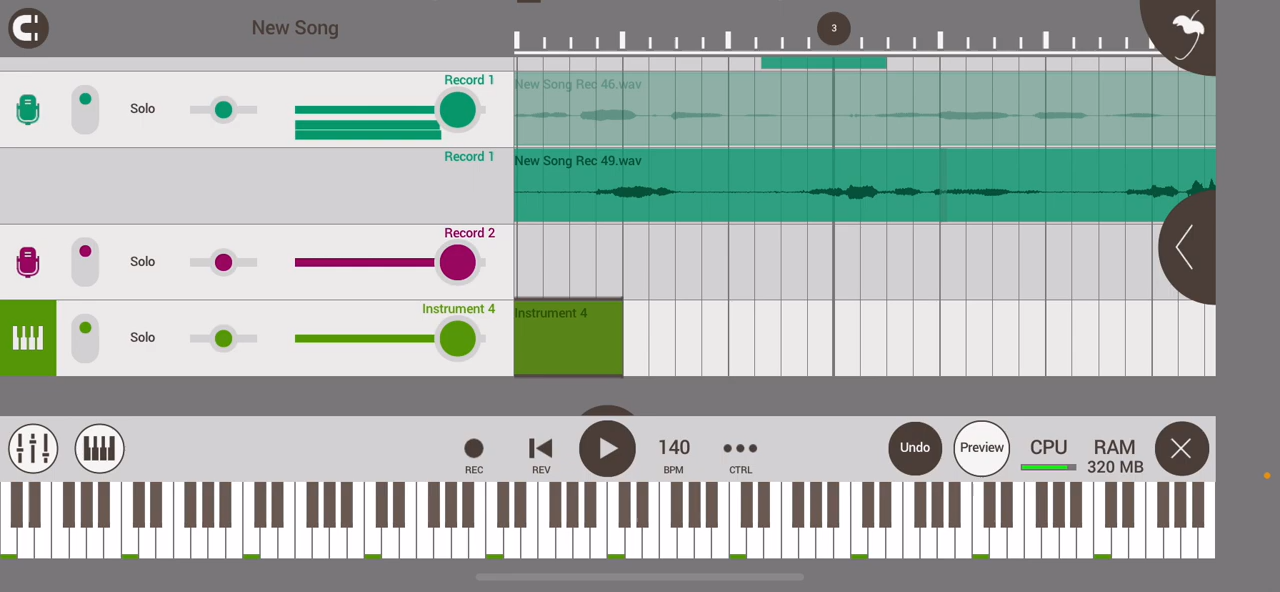 New Song
3
Record 1
Solo
New Song Rec 46.wav
Record 1
New Song Rec 49.wav
Record 2
Solo
Instrument 4
Solo
Instrument 4
REC
REV
140
BPM
CTRL
Undo
Preview
CPU
RAM
320 MB